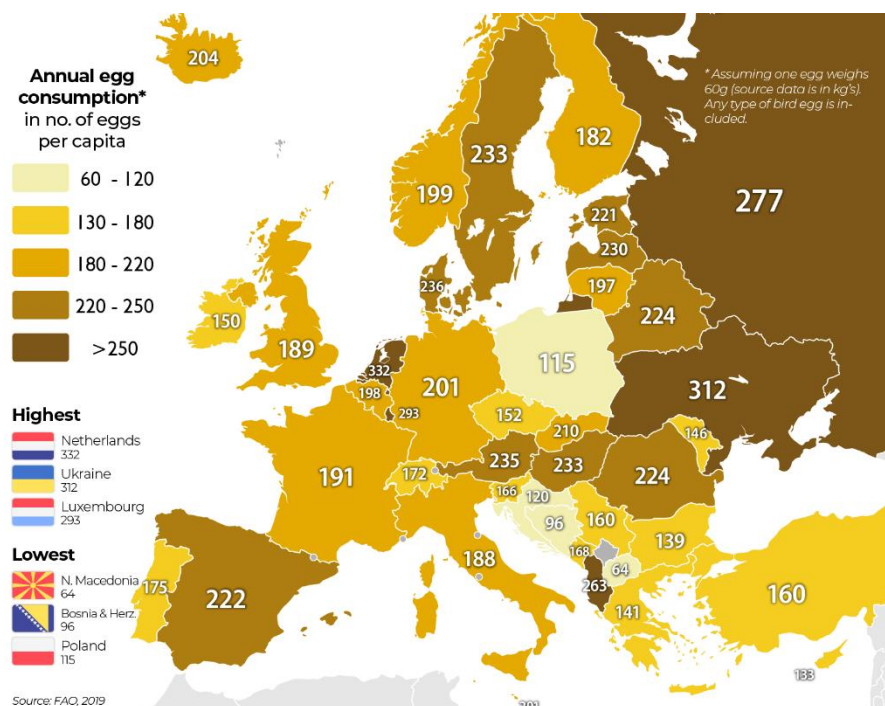 Annual egg
consumption*
in no. of eggs
per capita
60 - 120
130 - 180
180 - 220
220 - 250
>250
Highest
Netherlands
332
Ukraine
312
Luxembourg
293
Lowest
N. Macedonia
64
Bosnia & Herz.
96
Poland
115
Source: FAO, 2019
* Assuming one egg weighs
60g (source data is in kg's).
Any type of bird egg is in-
cluded.
204
199
233
182
277
221
230
197
236
224
150
189
332
198
293
201
115
312
152
210
146
191
172
235
233
224
166
120
96
160
139
188
168
64
263
141
160
175
222
133